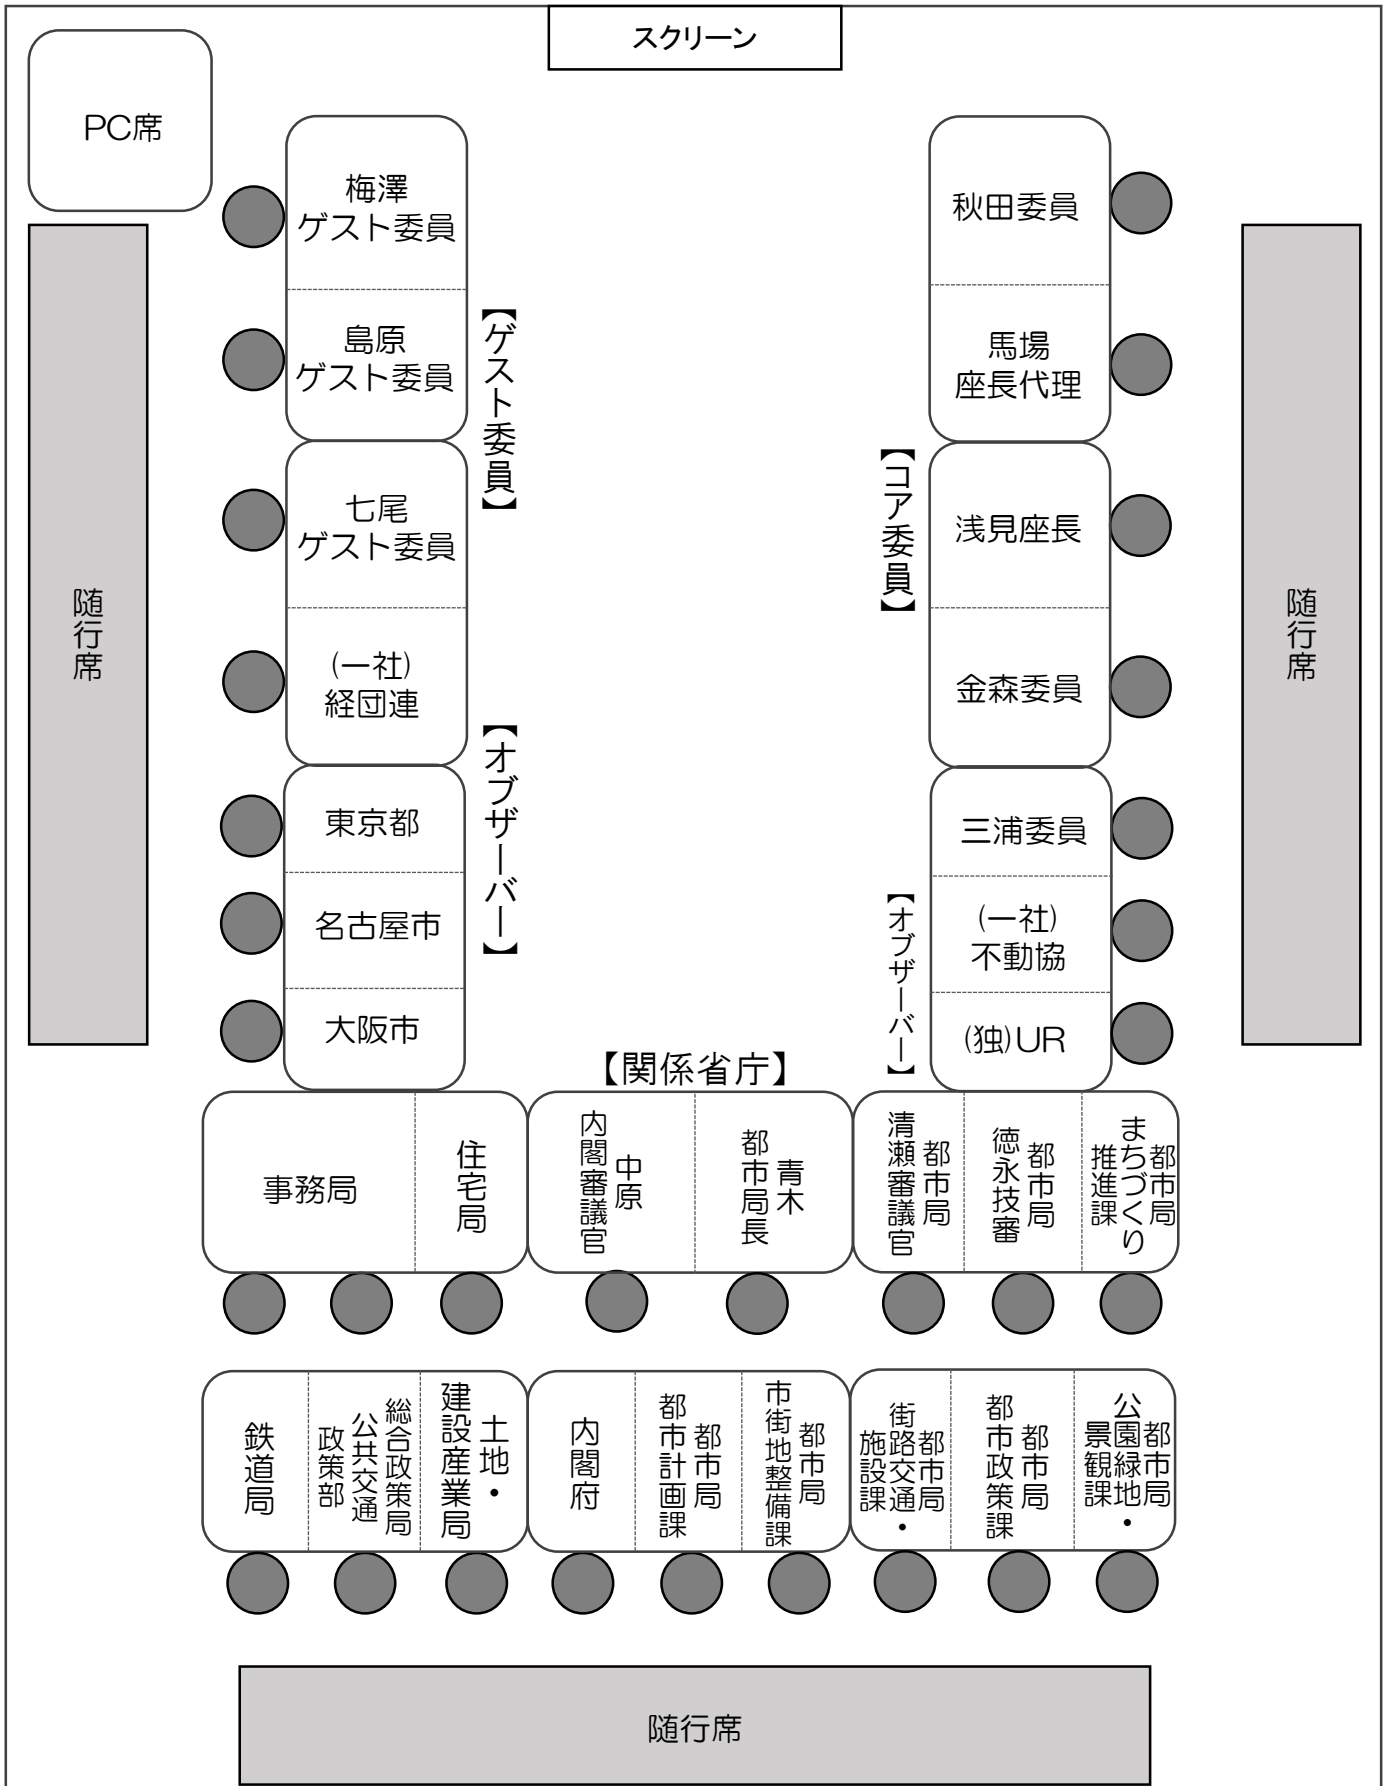 スクリーン
PC席
梅澤
ゲスト委員
島原
ゲスト委員
【ゲスト委員】
七尾
ゲスト委員
(一社)
経団連
【オブザーバー】
東京都
名古屋市
大阪市
随行席
秋田委員
馬場
座長代理
【コア委員】
浅見座長
金森委員
三浦委員
【オブザーバー】
(一社)
不動協
(独)UR
随行席
【関係省庁】
事務局
住宅局
中原
内閣審議官
青木
都市局長
都市局
清瀬審議官
都市局
徳永技審
都市局
まちづくり
推進課
鉄道局
総合政策局
公共交通
政策部
土地・
建設産業局
内閣府
都市局
都市計画課
都市局
市街地整備課
都市局
街路交通・
施設課
都市局
都市政策課
都市局
公園緑地・
景観課
随行席